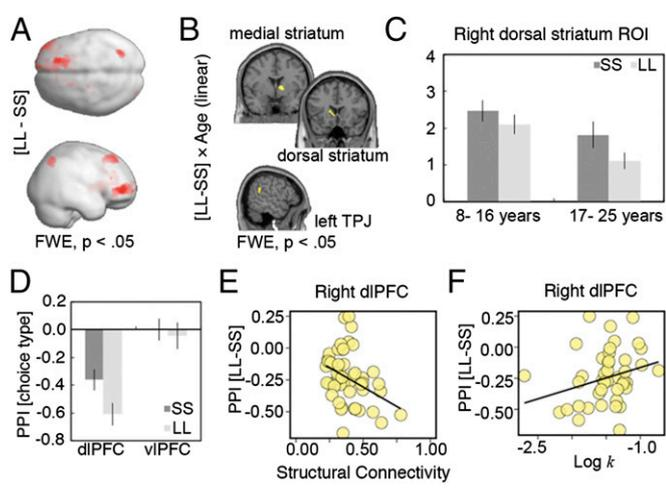 A
[LL - SS]
FWE, p < .05
B
[LL-SS] × Age (linear)
medial striatum
dorsal striatum
left TPJ
FWE, p < .05
C
Right dorsal striatum ROI
SS LL
4
3
2
1
0
8- 16 years 17- 25 years
D
PPI [choice type]
0.2
0.0
-0.2
-0.4
-0.6
-0.8
SS
LL
dlPFC vlPFC
E
Right dlPFC
PPI [LL-SS]
0.25
0.00
-0.25
-0.50
0.00 0.50 1.00
Structural Connectivity
F
Right dlPFC
PPI [LL-SS]
0.25
0.00
-0.25
-0.50
-2.5 -1.0
Log k